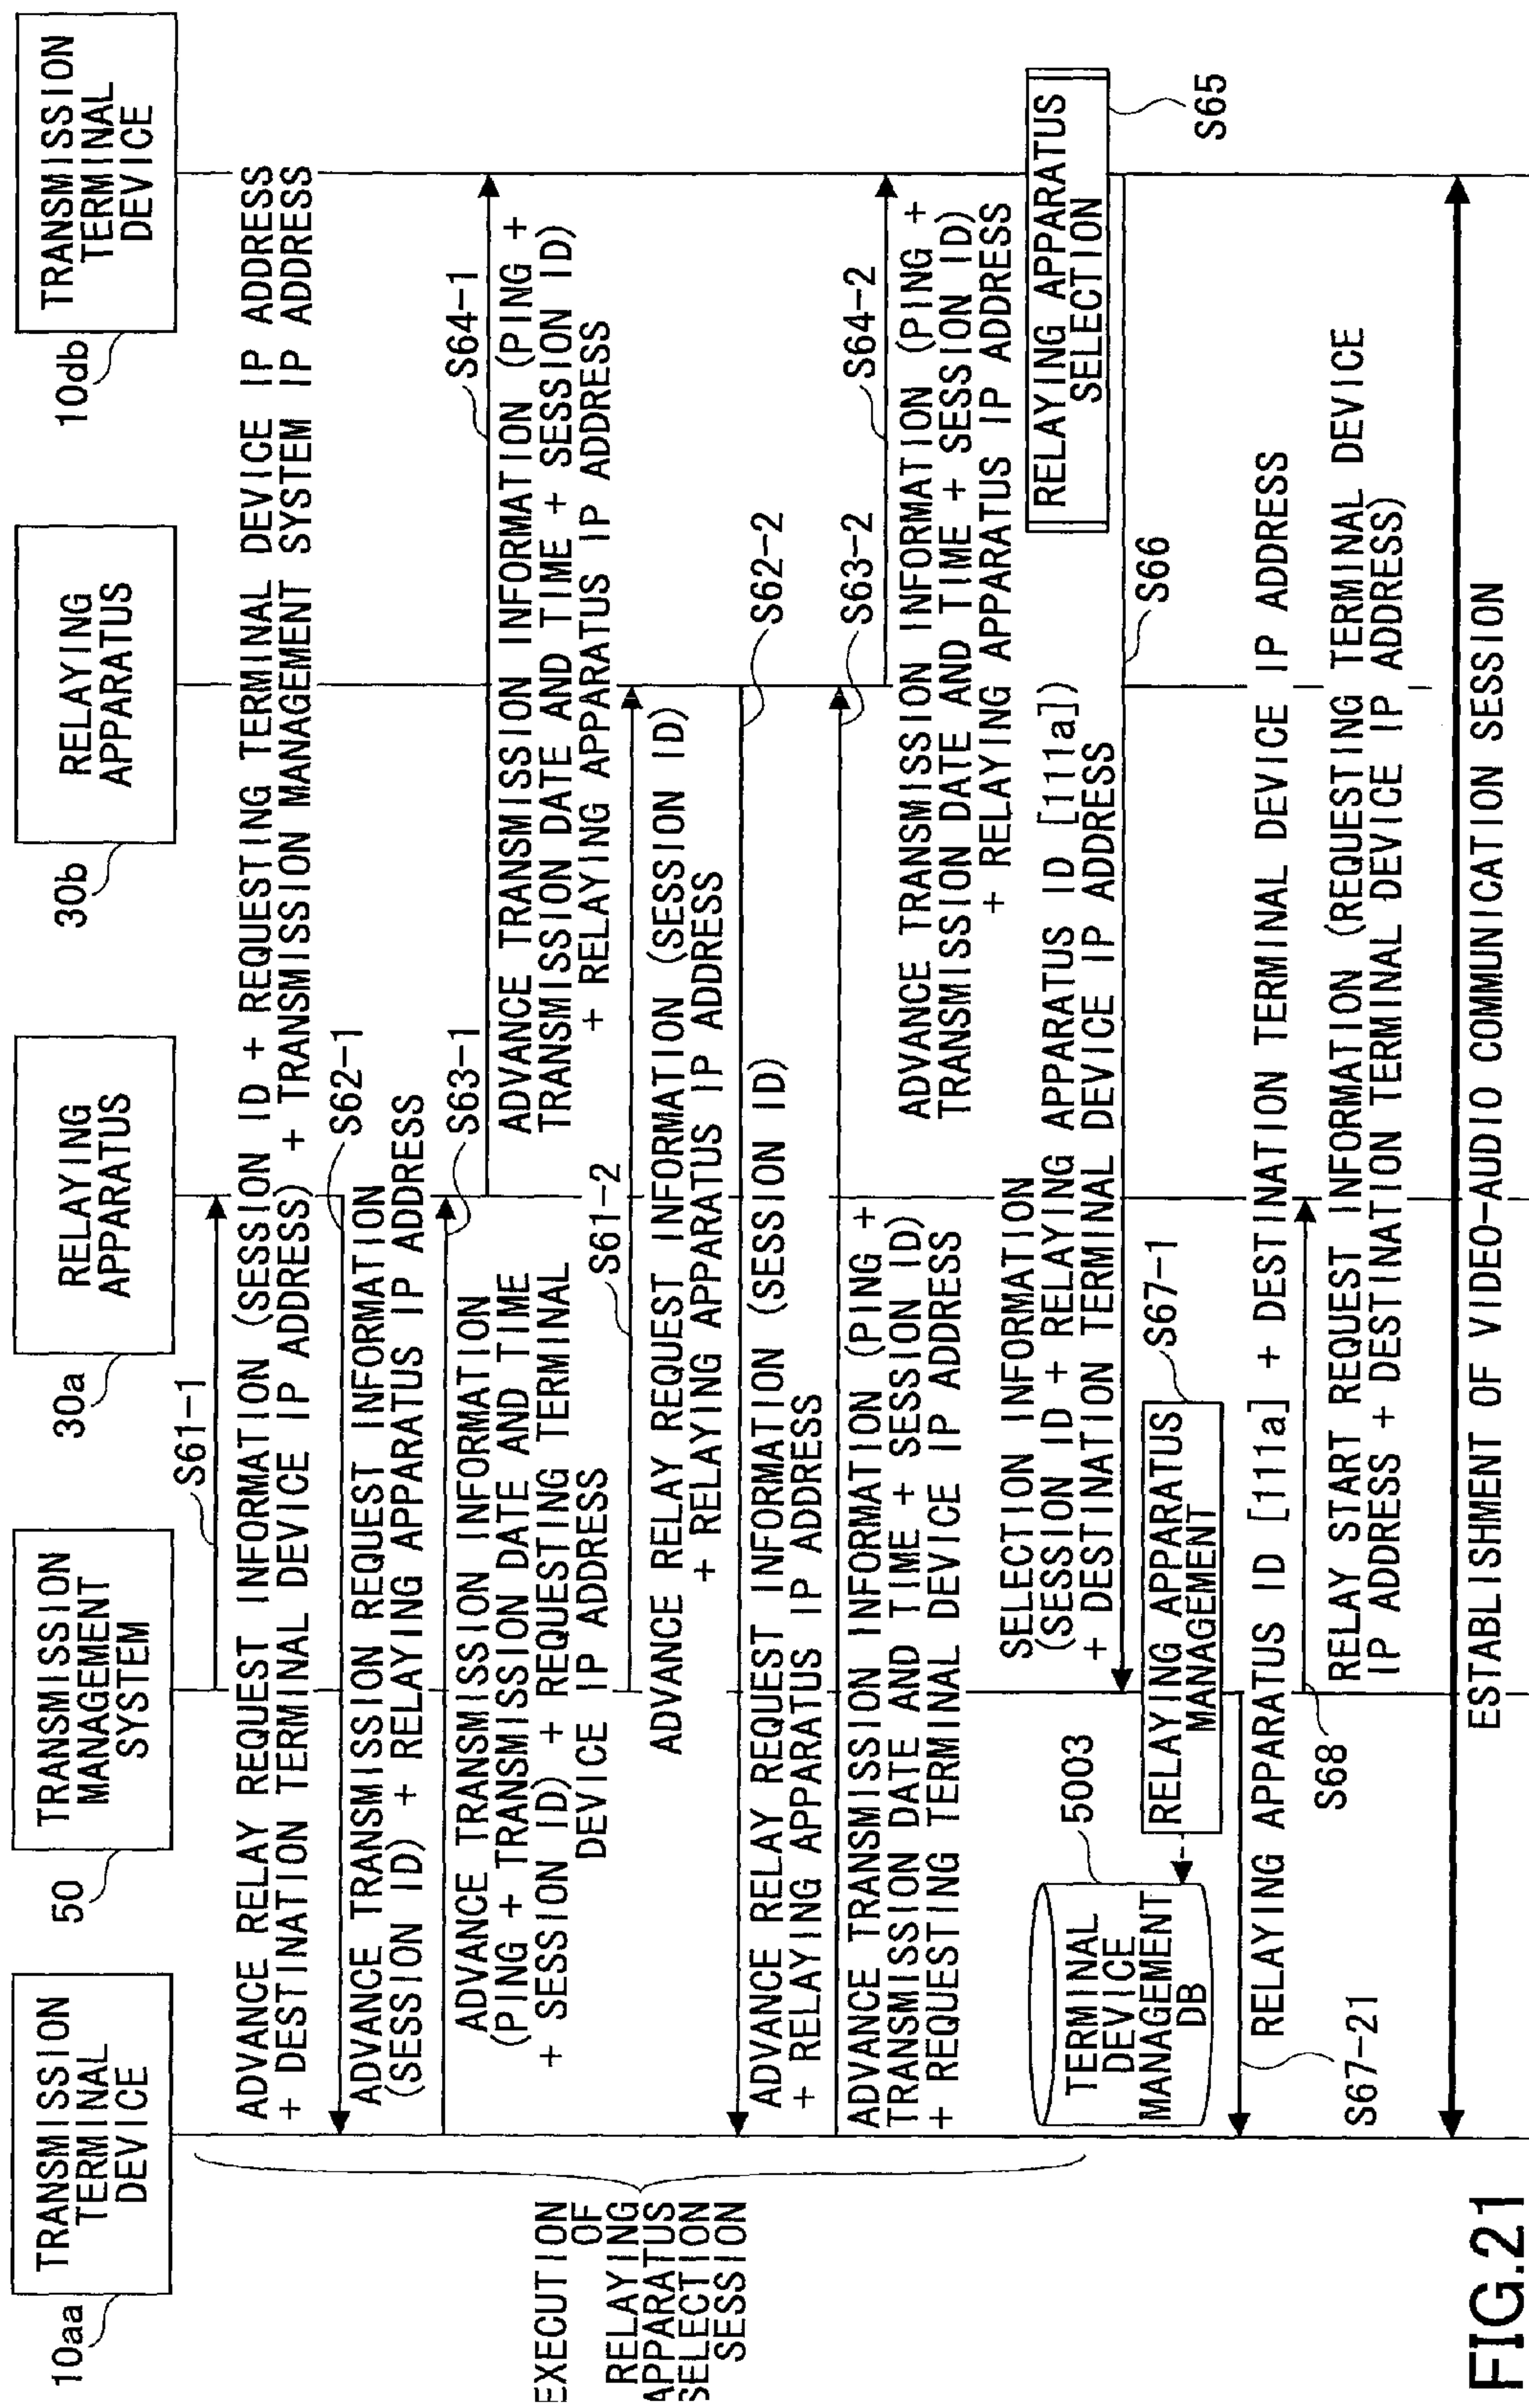 TRANSMISSION
TERMINAL
DEVICE
10aa
TRANSMISSION
MANAGEMENT
SYSTEM
50
RELAYING
APPARATUS
30a
RELAYING
APPARATUS
30b
TRANSMISSION
TERMINAL
DEVICE
10db
EXECUTION
OF
RELAYING
APPARATUS
SELECTION
SESSION
S61-1
ADVANCE RELAY REQUEST INFORMATION (SESSION ID + REQUESTING TERMINAL DEVICE IP ADDRESS
+ DESTINATION TERMINAL DEVICE IP ADDRESS) + TRANSMISSION MANAGEMENT SYSTEM IP ADDRESS
S62-1
ADVANCE TRANSMISSION REQUEST INFORMATION
(SESSION ID) + RELAYING APPARATUS IP ADDRESS
S63-1
ADVANCE TRANSMISSION INFORMATION
(PING + TRANSMISSION DATE AND TIME
+ SESSION ID) + REQUESTING TERMINAL
DEVICE IP ADDRESS
S64-1
ADVANCE TRANSMISSION INFORMATION (PING +
TRANSMISSION DATE AND TIME + SESSION ID)
+ RELAYING APPARATUS IP ADDRESS
S61-2
ADVANCE RELAY REQUEST INFORMATION (SESSION ID)
+ RELAYING APPARATUS IP ADDRESS
S62-2
ADVANCE RELAY REQUEST INFORMATION (SESSION ID)
+ RELAYING APPARATUS IP ADDRESS
S63-2
ADVANCE TRANSMISSION INFORMATION (PING +
TRANSMISSION DATE AND TIME + SESSION ID)
+ REQUESTING TERMINAL DEVICE IP ADDRESS
S64-2
ADVANCE TRANSMISSION INFORMATION (PING +
TRANSMISSION DATE AND TIME + SESSION ID)
+ RELAYING APPARATUS IP ADDRESS
RELAYING APPARATUS
SELECTION
S65
SELECTION INFORMATION
(SESSION ID + RELAYING APPARATUS ID [111a])
+ DESTINATION TERMINAL DEVICE IP ADDRESS
S66
TERMINAL
DEVICE
MANAGEMENT
DB
5003
RELAYING APPARATUS
MANAGEMENT
S67-1
RELAYING APPARATUS ID [111a] + DESTINATION TERMINAL DEVICE IP ADDRESS
S67-21
S68
RELAY START REQUEST INFORMATION (REQUESTING TERMINAL DEVICE
IP ADDRESS + DESTINATION TERMINAL DEVICE IP ADDRESS)
ESTABLISHMENT OF VIDEO-AUDIO COMMUNICATION SESSION
FIG.21